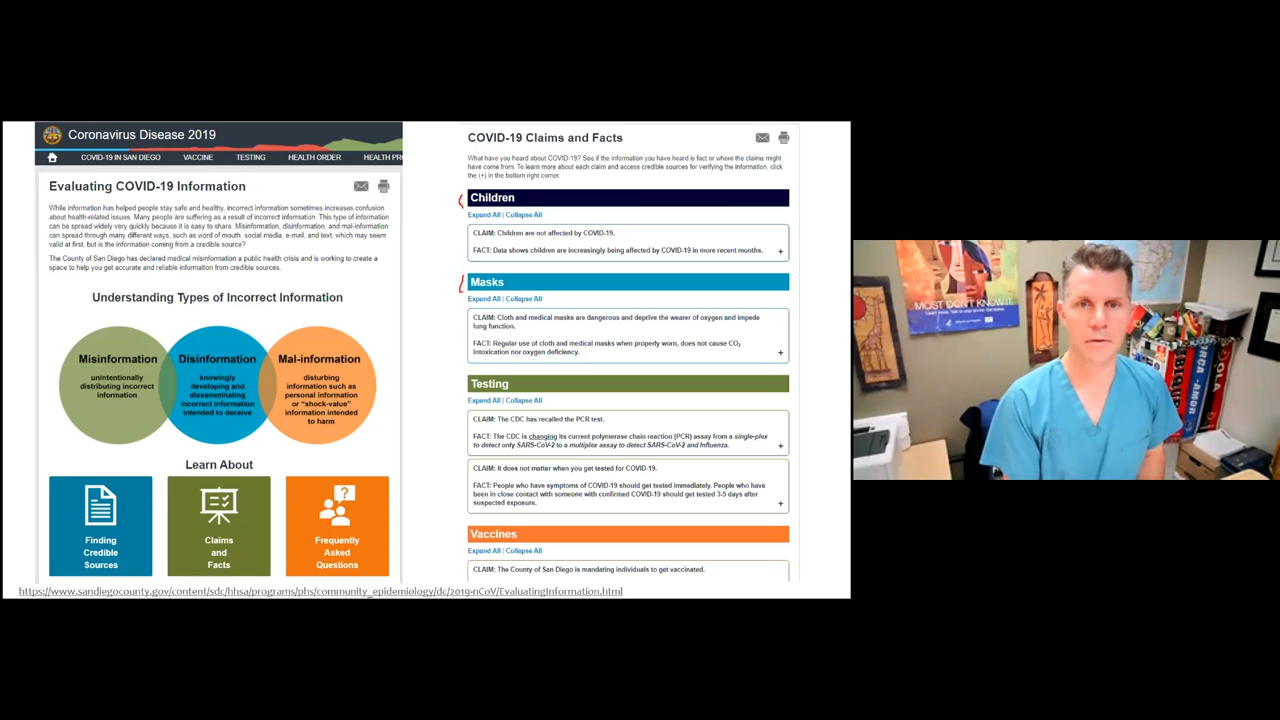 Coronavirus Disease 2019
COVID-19 IN SAN DIEGO VACCINE TESTING HEALTH ORDER HEALTH PR
Evaluating COVID-19 Information
While information has helped people stay safe and healthy, incorrect information sometimes increases confusion
about health-related issues. Many people are suffering as a result of incorrect information. This type of information
can be spread widely very quickly because it is easy to share. Misinformation, disinformation, and mal-information
can spread through many different ways, such as word of mouth, social media, e-mail, and text, which may seem
valid at first, but is the information coming from a credible source?
The County of San Diego has declared medical misinformation a public health crisis and is working to create a
space to help you get accurate and reliable information from credible sources.
Understanding Types of Incorrect Information
Misinformation
unintentionally
distributing incorrect
information
Disinformation
knowingly
developing and
disseminating
incorrect information
intended to deceive
Mal-information
disturbing
information such as
personal information
or “shock-value”
information intended
to harm
Learn About
Finding
Credible
Sources
Claims
and
Facts
Frequently
Asked
Questions
https://www.sandiegocounty.gov/content/sdc/hhsa/programs/phs/community_epidemiology/dc/2019-nCoV/EvaluatingInformation.html
COVID-19 Claims and Facts
What have you heard about COVID-19? See if the information you have heard is fact or where the claims might
have come from. To learn more about each claim and access credible sources for verifying the information, click
the (+) in the bottom right corner.
Children
Expand All | Collapse All
CLAIM: Children are not affected by COVID-19.
FACT: Data shows children are increasingly being affected by COVID-19 in more recent months. +
Masks
Expand All | Collapse All
CLAIM: Cloth and medical masks are dangerous and deprive the wearer of oxygen and impede
lung function.
FACT: Regular use of cloth and medical masks when properly worn, does not cause CO₂
intoxication nor oxygen deficiency. +
Testing
Expand All | Collapse All
CLAIM: The CDC has recalled the PCR test.
FACT: The CDC is changing its current polymerase chain reaction (PCR) assay from a single-plex
to detect only SARS-CoV-2 to a multiplex assay to detect SARS-CoV-2 and Influenza. +
CLAIM: It does not matter when you get tested for COVID-19.
FACT: People who have symptoms of COVID-19 should get tested immediately. People who have
been in close contact with someone with confirmed COVID-19 should get tested 3-5 days after
suspected exposure. +
Vaccines
Expand All | Collapse All
CLAIM: The County of San Diego is mandating individuals to get vaccinated.
MOST DON'T KNOW IT.